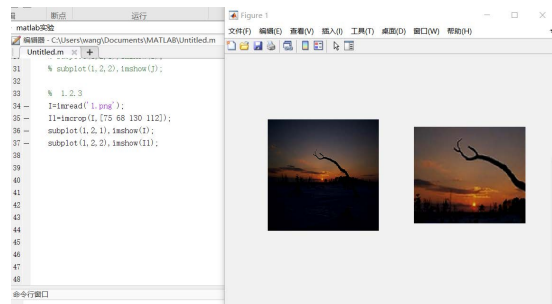 断点 运行
matlab实验
编辑器 - C:\Users\wang\Documents\MATLAB\Untitled.m
Untitled.m × +
31 % subplot(1,2,2),imshow(J);
32
33 % 1.2.3
34 — I=imread('1.png');
35 — I1=imcrop(I,[75 68 130 112]);
36 — subplot(1,2,1),imshow(I);
37 — subplot(1,2,2),imshow(I1);
38
39
40
41
42
43
44
45
46
47
48
命令行窗口
Figure 1
文件(F) 编辑(E) 查看(V) 插入(I) 工具(T) 桌面(D) 窗口(W) 帮助(H)